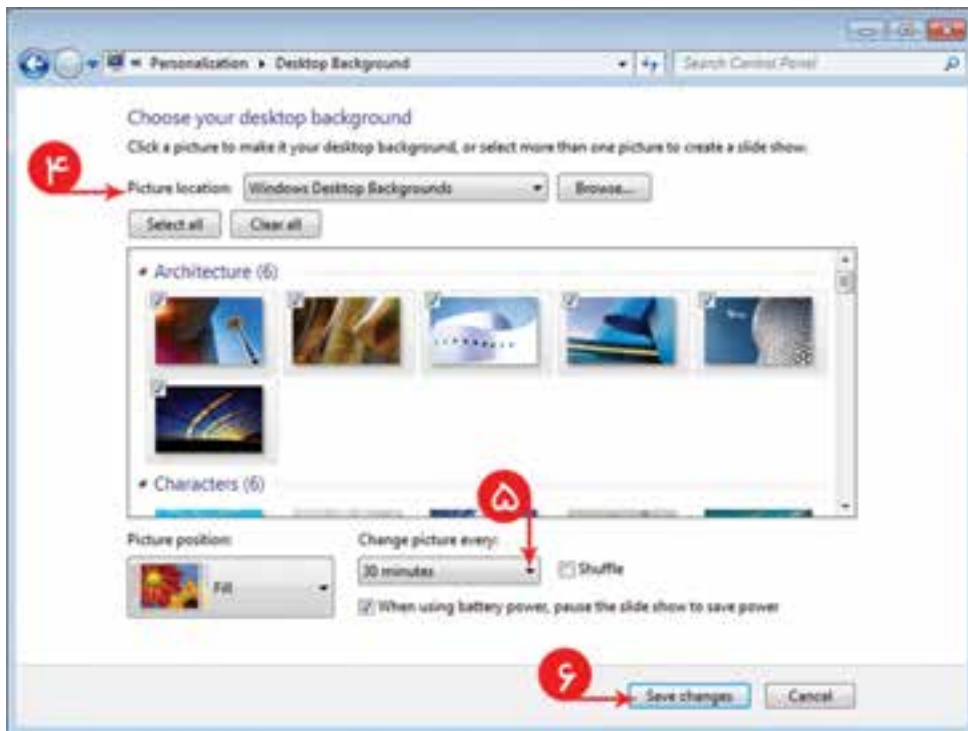 « Personalization ▸ Desktop Background
Search Control Panel
Choose your desktop background
Click a picture to make it your desktop background, or select more than one picture to create a slide show.
۴
Picture location: Windows Desktop Backgrounds Browse...
Select all Clear all
Architecture (6)
Characters (6)
۵
Picture position: Change picture every:
Fill 30 minutes Shuffle
When using battery power, pause the slide show to save power
۶
Save changes Cancel